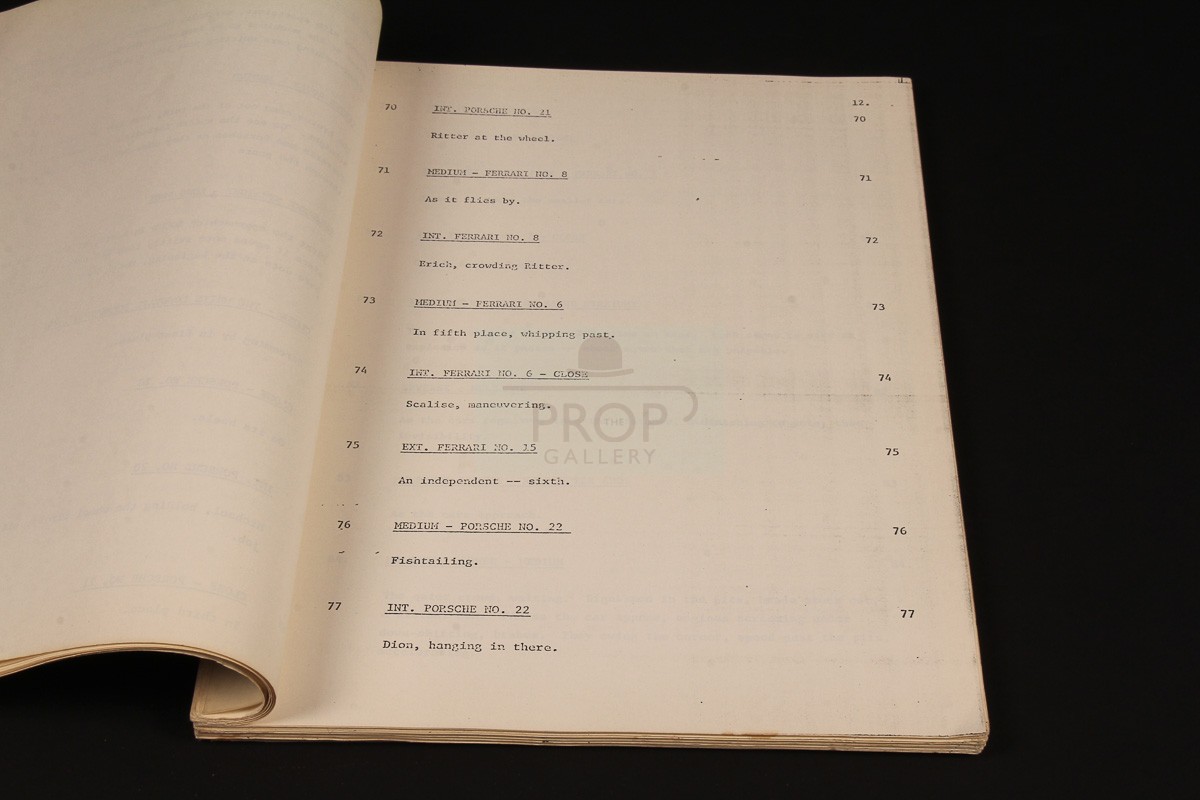 12.
70 INT. PORSCHE NO. 21 70
Ritter at the wheel.
71 MEDIUM - FERRARI NO. 8 71
As it flies by.
72 INT. FERRARI NO. 8 72
Erich, crowding Ritter.
73 MEDIUM - FERRARI NO. 6 73
In fifth place, whipping past.
74 INT. FERRARI NO. 6 - CLOSE 74
Scalise, maneuvering.
75 EXT. FERRARI NO. 15 75
An independent -- sixth.
76 MEDIUM - PORSCHE NO. 22 76
Fishtailing.
77 INT. PORSCHE NO. 22 77
Dion, hanging in there.
THE
PROP
GALLERY